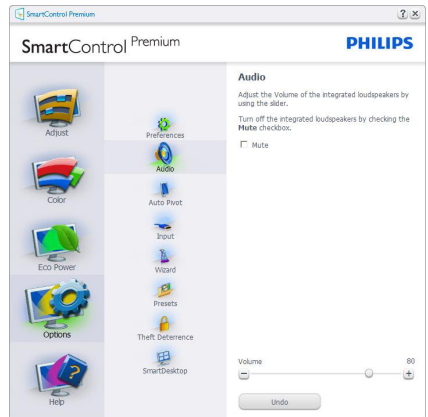 SmartControl Premium
? ×
SmartControl Premium
PHILIPS
Adjust
Color
Eco Power
Options
Help
Preferences
Audio
Auto Pivot
Input
Wizard
Presets
Theft Deterrence
SmartDesktop
Audio
Adjust the Volume of the integrated loudspeakers by
using the slider.
Turn off the integrated loudspeakers by checking the
Mute checkbox.
Mute
Volume 80
Undo